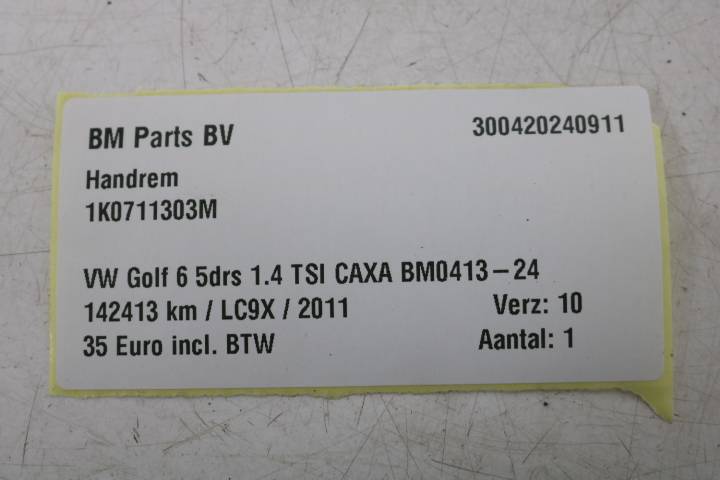 BM Parts BV 300420240911
Handrem
1K0711303M
VW Golf 6 5drs 1.4 TSI CAXA BM0413-24
142413 km / LC9X / 2011 Verz: 10
35 Euro incl. BTW Aantal: 1